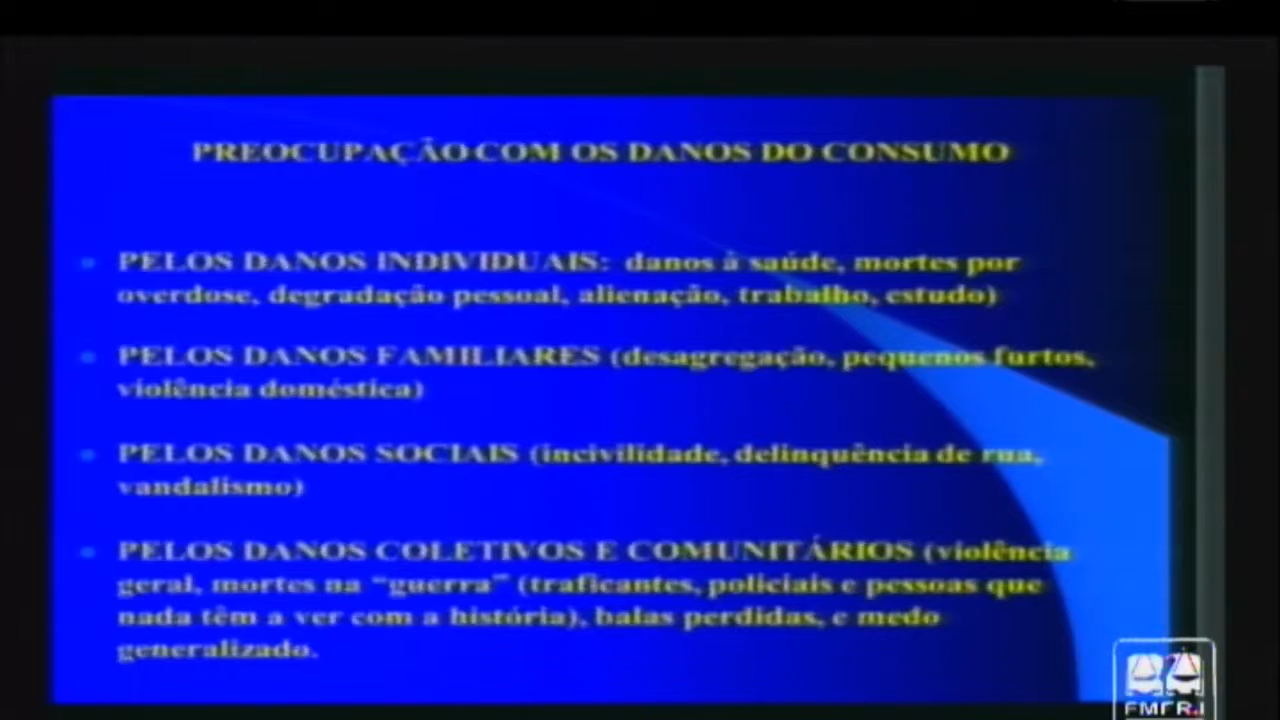 PREOCUPAÇÃO COM OS DANOS DO CONSUMO
PELOS DANOS INDIVIDUAIS: danos à saúde, mortes por
overdose, degradação pessoal, alienação, trabalho, estudo)
PELOS DANOS FAMILIARES (desagregação, pequenos furtos,
violência doméstica)
PELOS DANOS SOCIAIS (incivilidade, delinquência de rua,
vandalismo)
PELOS DANOS COLETIVOS E COMUNITÁRIOS (violência
geral, mortes na “guerra” (traficantes, policiais e pessoas que
nada têm a ver com a história), balas perdidas, e medo
generalizado.
EMERJ